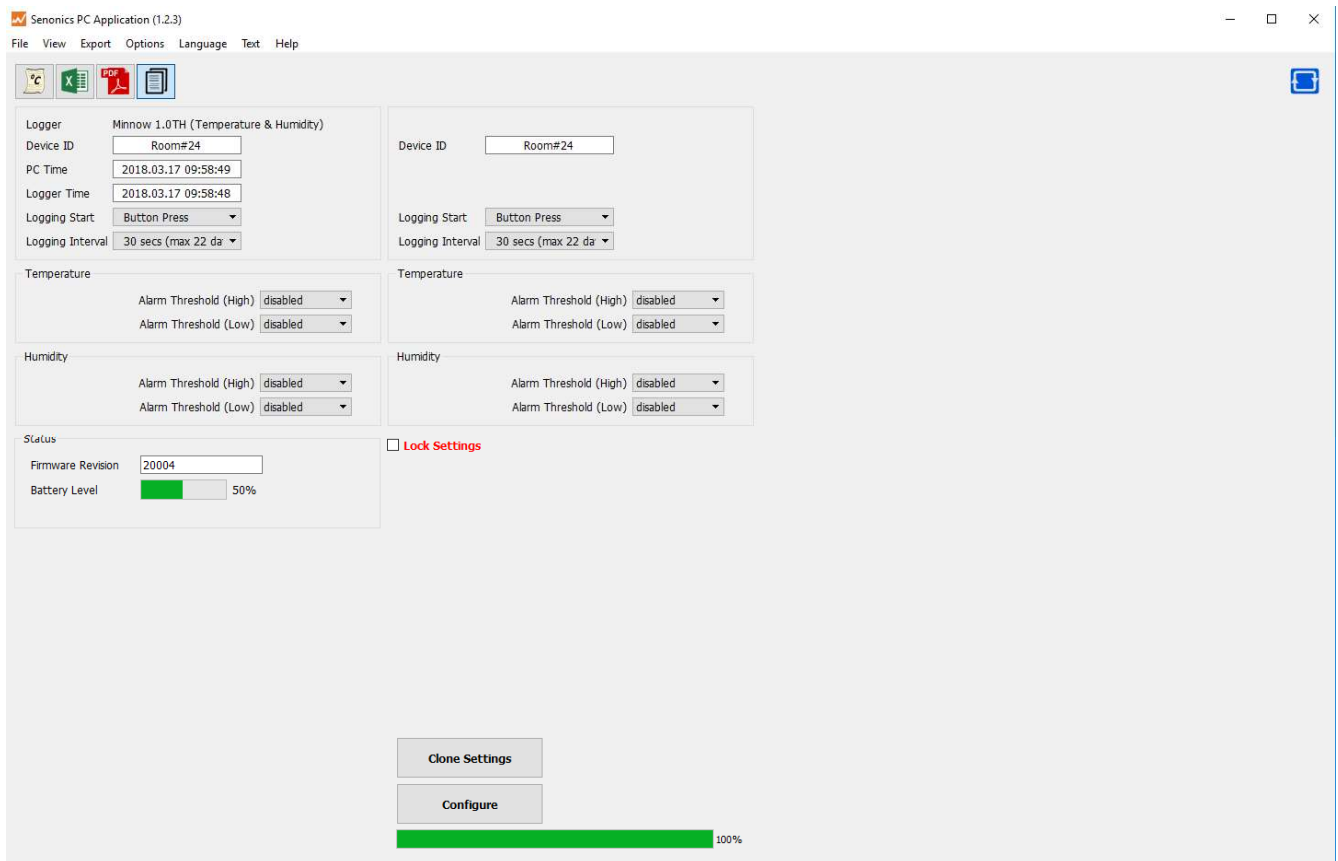 Senonics PC Application (1.2.3)
File View Export Options Language Text Help
°C X PDF
Logger Minnow 1.0TH (Temperature & Humidity)
Device ID Room#24
PC Time 2018.03.17 09:58:49
Logger Time 2018.03.17 09:58:48
Logging Start Button Press
Logging Interval 30 secs (max 22 da
Device ID Room#24
Logging Start Button Press
Logging Interval 30 secs (max 22 da
Temperature
Alarm Threshold (High) disabled
Alarm Threshold (Low) disabled
Temperature
Alarm Threshold (High) disabled
Alarm Threshold (Low) disabled
Humidity
Alarm Threshold (High) disabled
Alarm Threshold (Low) disabled
Humidity
Alarm Threshold (High) disabled
Alarm Threshold (Low) disabled
Status
Firmware Revision 20004
Battery Level 50%
Lock Settings
Clone Settings
Configure
100%